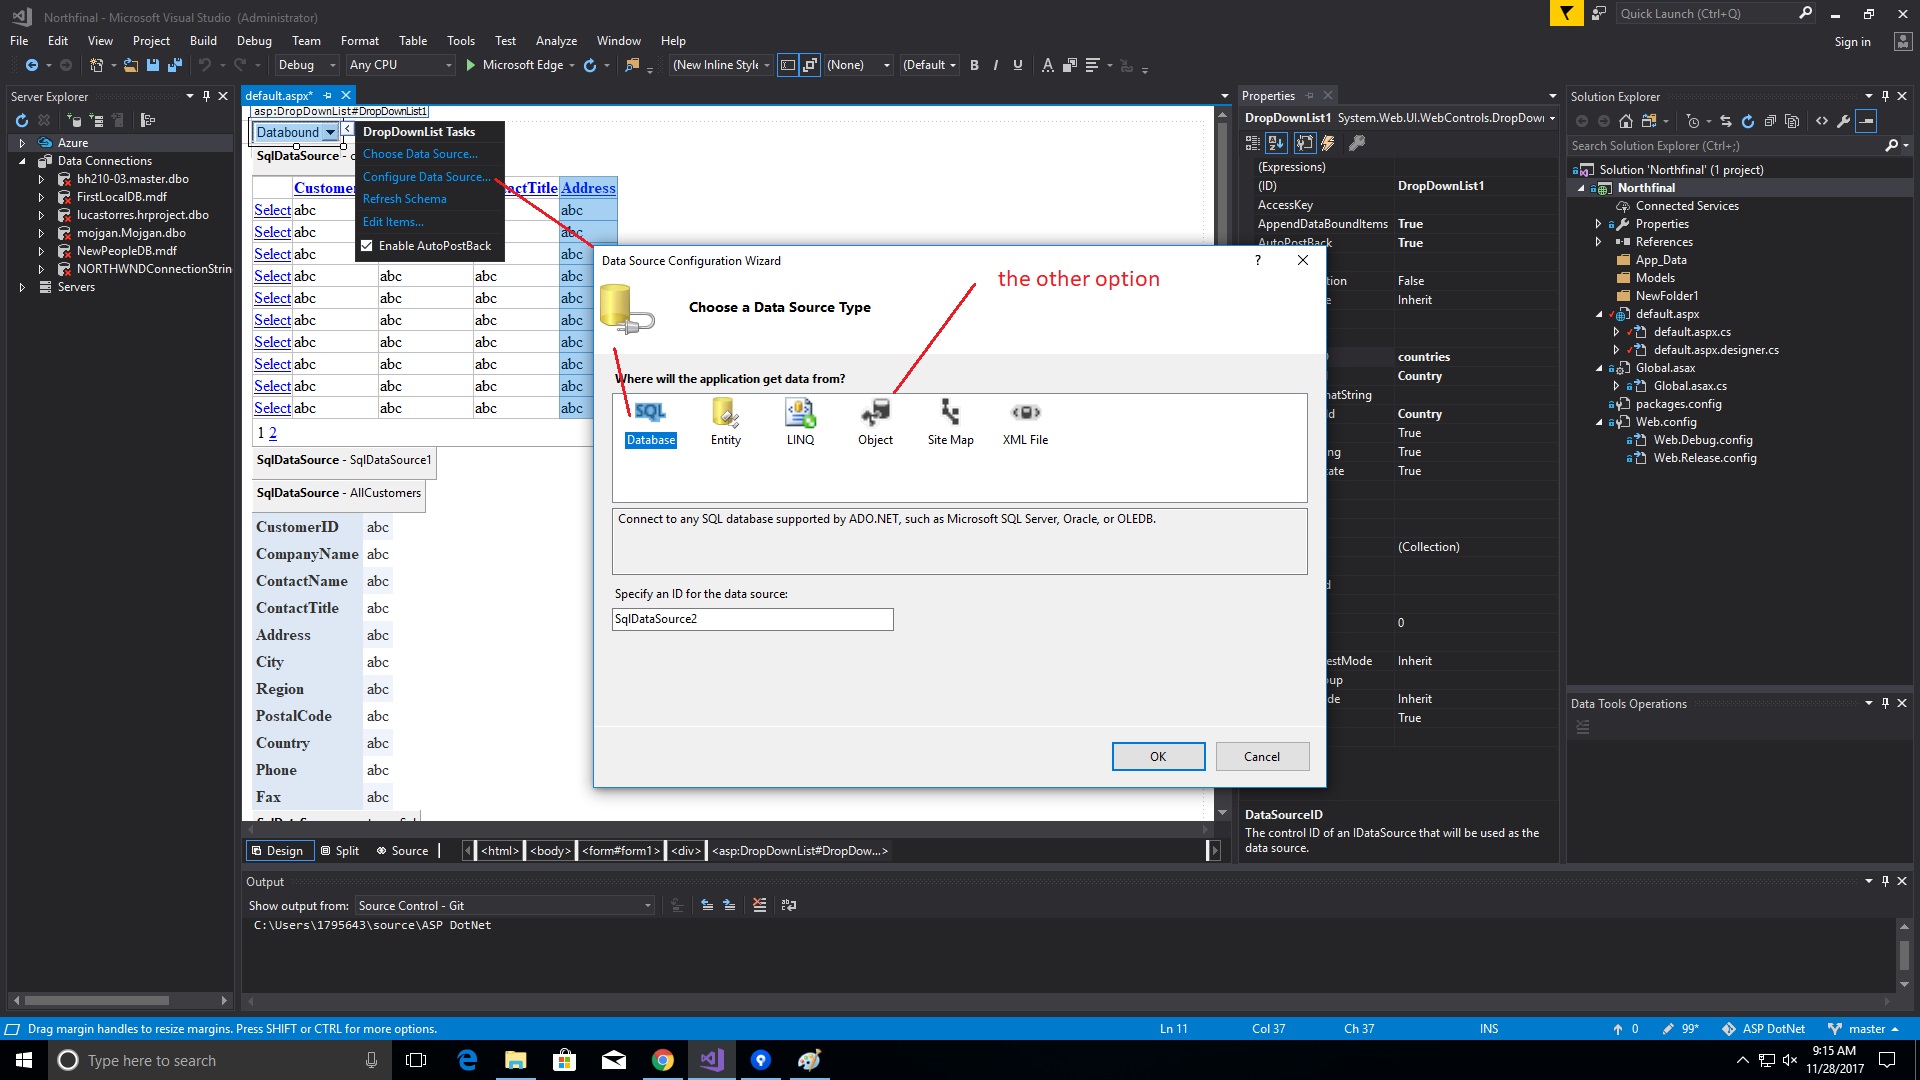 Northfinal - Microsoft Visual Studio (Administrator)
Quick Launch (Ctrl+Q)
File Edit View Project Build Debug Team Format Table Tools Test Analyze Window Help
Sign in
Debug Any CPU Microsoft Edge (New Inline Style (None) (Default B I U A
Server Explorer
Azure
Data Connections
bh210-03.master.dbo
FirstLocalDB.mdf
lucastorres.hrproject.dbo
mojgan.Mojgan.dbo
NewPeopleDB.mdf
NORTHWNDConnectionStrin
Servers
default.aspx*
asp:DropDownList#DropDownList1
Databound
DropDownList Tasks
Choose Data Source...
Configure Data Source...
Refresh Schema
Edit Items...
Enable AutoPostBack
SqlDataSource - c
Customer actTitle Address
Select abc abc
Select abc abc
Select abc abc
Select abc abc abc abc
Select abc abc abc abc
Select abc abc abc abc
Select abc abc abc abc
Select abc abc abc abc
Select abc abc abc abc
Select abc abc abc abc
1 2
SqlDataSource - SqlDataSource1
SqlDataSource - AllCustomers
CustomerID abc
CompanyName abc
ContactName abc
ContactTitle abc
Address abc
City abc
Region abc
PostalCode abc
Country abc
Phone abc
Fax abc
Data Source Configuration Wizard
?
the other option
Choose a Data Source Type
Where will the application get data from?
SQL
Database Entity LINQ Object Site Map XML File
Connect to any SQL database supported by ADO.NET, such as Microsoft SQL Server, Oracle, or OLEDB.
Specify an ID for the data source:
SqlDataSource2
OK Cancel
Design Split Source <html> <body> <form#form1> <div> <asp:DropDownList#DropDow...>
Properties
DropDownList1 System.Web.UI.WebControls.DropDow
(Expressions)
(ID) DropDownList1
AccessKey
AppendDataBoundItems True
AutoPostBack True
tion False
e Inherit
countries
Country
natString
d Country
True
ng True
ate True
(Collection)
d
0
estMode Inherit
up
de Inherit
True
DataSourceID
The control ID of an IDataSource that will be used as the
data source.
Solution Explorer
Search Solution Explorer (Ctrl+;)
Solution 'Northfinal' (1 project)
Northfinal
Connected Services
Properties
References
App_Data
Models
NewFolder1
default.aspx
default.aspx.cs
default.aspx.designer.cs
Global.asax
Global.asax.cs
packages.config
Web.config
Web.Debug.config
Web.Release.config
Data Tools Operations
Output
Show output from: Source Control - Git
C:\Users\1795643\source\ASP DotNet
Drag margin handles to resize margins. Press SHIFT or CTRL for more options. Ln 11 Col 37 Ch 37 INS 0 99* ASP DotNet master
Type here to search
9:15 AM
11/28/2017